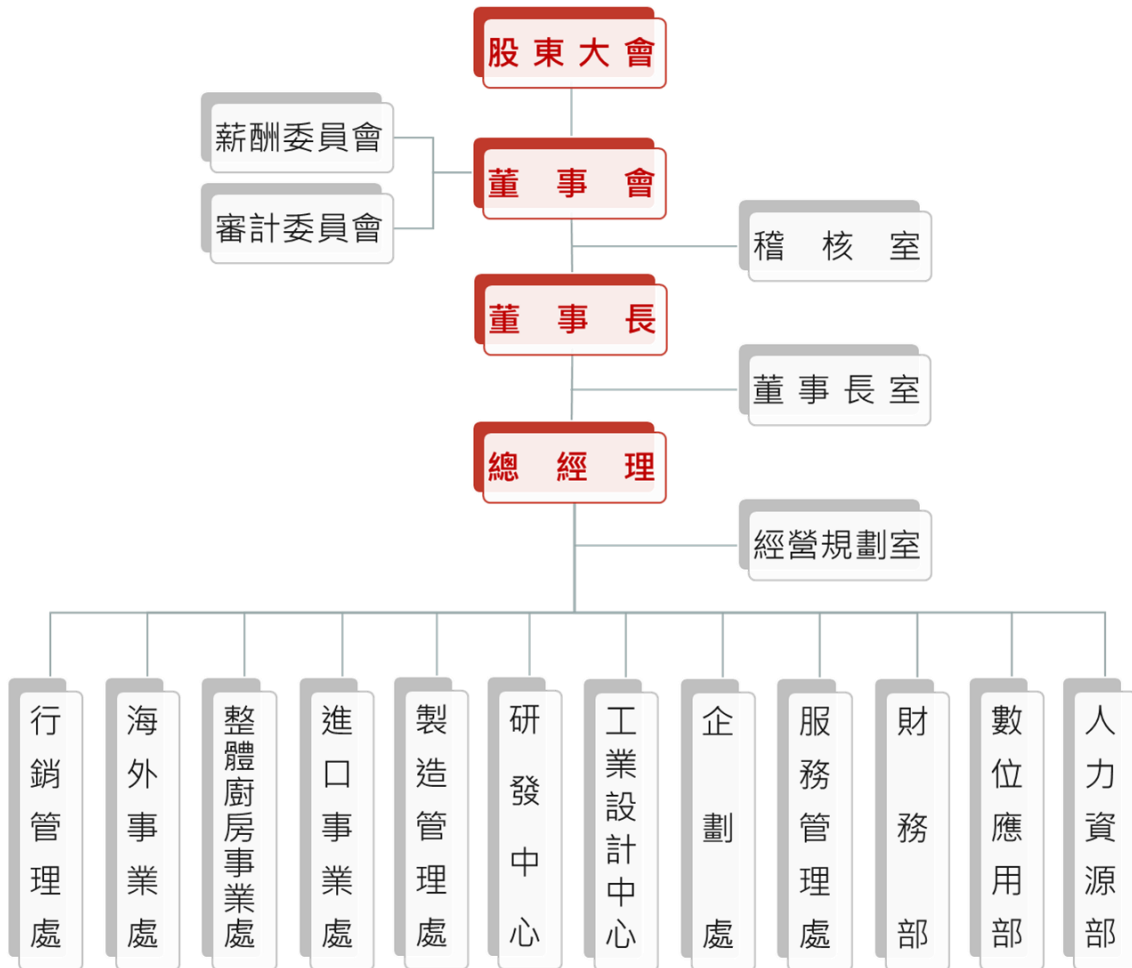 股東大會
薪酬委員會
董事會
審計委員會
稽核室
董事長
董事長室
總經理
經營規劃室
行銷管理處
海外事業處
整體廚房事業處
進口事業處
製造管理處
研發中心
工業設計中心
企劃處
服務管理處
財務部
數位應用部
人力資源部